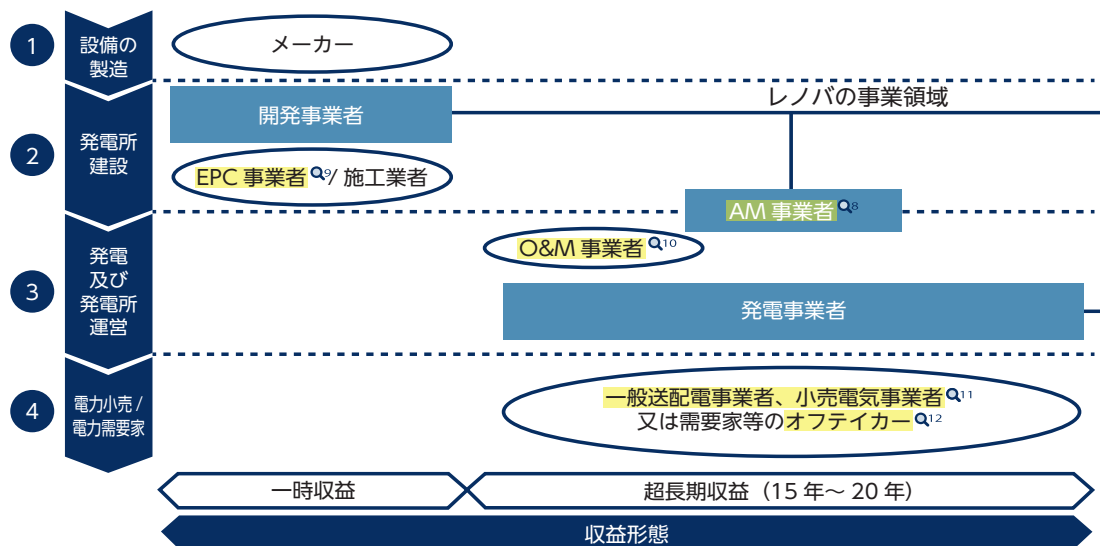 1
設備の
製造
メーカー
2
発電所
建設
開発事業者
レノバの事業領域
EPC 事業者 9/ 施工業者
AM 事業者 8
3
発電
及び
発電所
運営
O&M 事業者 10
発電事業者
4
電力小売 /
電力需要家
一般送配電事業者、小売電気事業者 11
又は需要家等のオフテイカー 12
一時収益
超長期収益（15 年～ 20 年）
収益形態